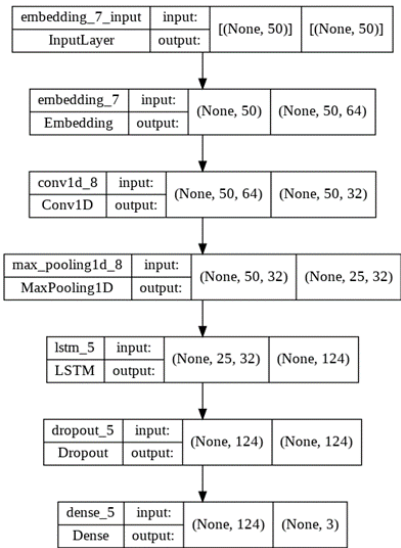 embedding_7_input input: [(None, 50)] [(None, 50)]
InputLayer output:
embedding_7 input: (None, 50) (None, 50, 64)
Embedding output:
conv1d_8 input: (None, 50, 64) (None, 50, 32)
Conv1D output:
max_pooling1d_8 input: (None, 50, 32) (None, 25, 32)
MaxPooling1D output:
lstm_5 input: (None, 25, 32) (None, 124)
LSTM output:
dropout_5 input: (None, 124) (None, 124)
Dropout output:
dense_5 input: (None, 124) (None, 3)
Dense output: